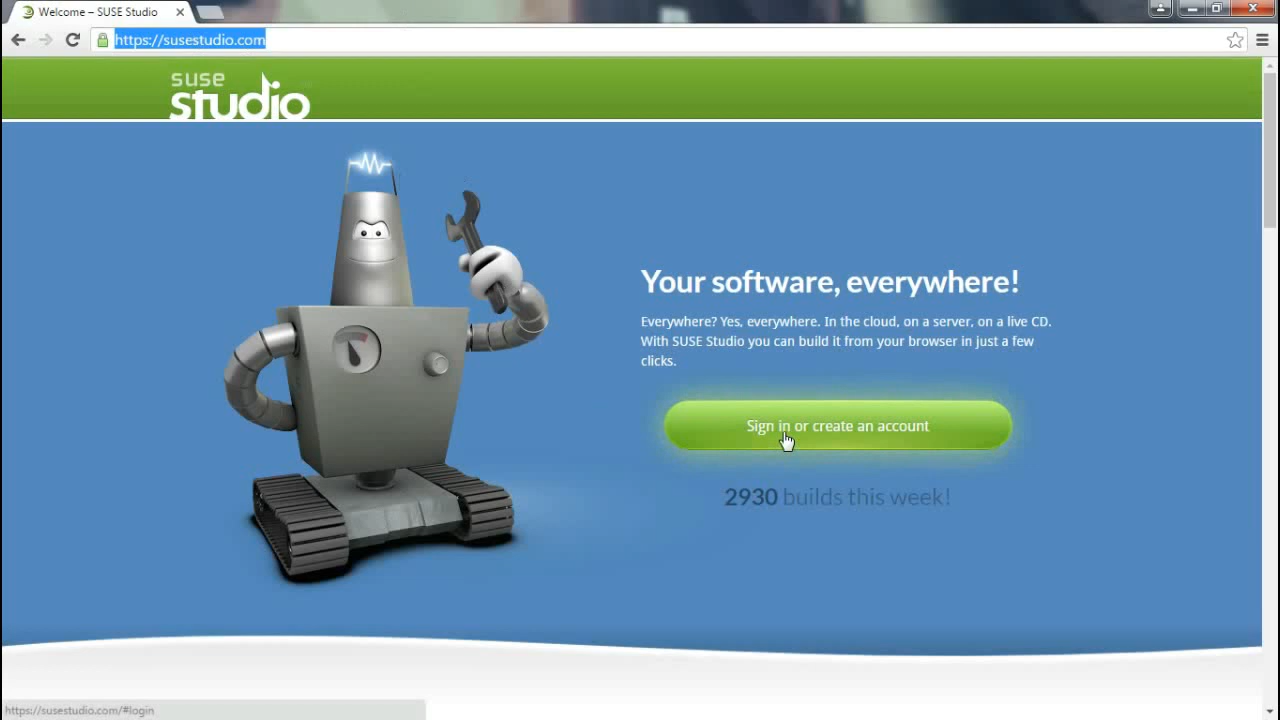 Welcome – SUSE Studio
https://susestudio.com
suse
studio
Your software, everywhere!
Everywhere? Yes, everywhere. In the cloud, on a server, on a live CD.
With SUSE Studio you can build it from your browser in just a few
clicks.
Sign in or create an account
2930 builds this week!
https://susestudio.com/#login